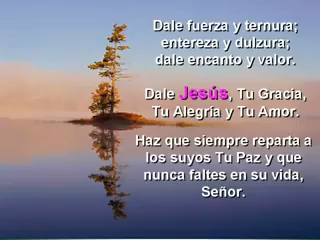 Dale fuerza y ternura;
entereza y dulzura;
dale encanto y valor.
Dale Jesús, Tu Gracia,
Tu Alegría y Tu Amor.
Haz que siempre reparta a
los suyos Tu Paz y que
nunca faltes en su vida,
Señor.